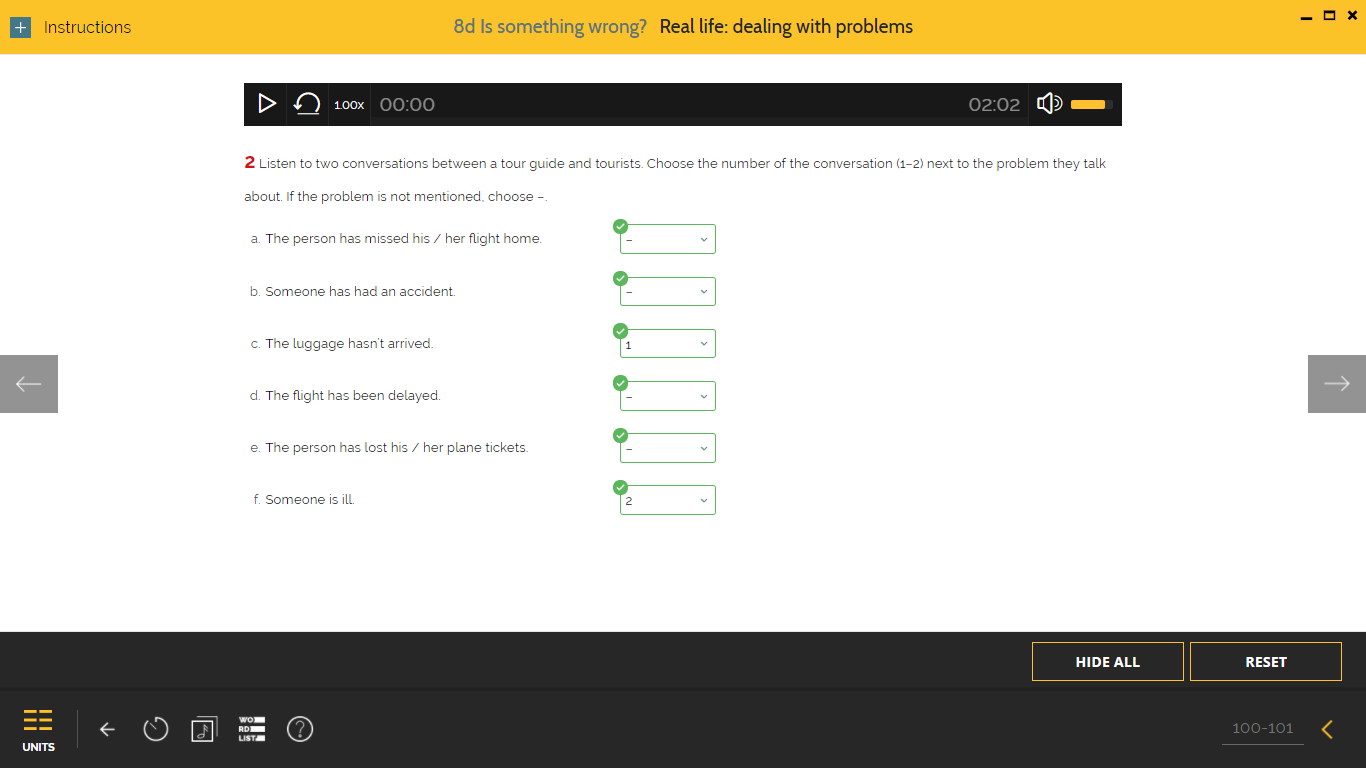 + Instructions
8d Is something wrong? Real life: dealing with problems
1.00x 00:00 02:02
2 Listen to two conversations between a tour guide and tourists. Choose the number of the conversation (1–2) next to the problem they talk
about. If the problem is not mentioned, choose –.
a. The person has missed his / her flight home. –
b. Someone has had an accident. –
c. The luggage hasn't arrived. 1
d. The flight has been delayed. –
e. The person has lost his / her plane tickets. –
f. Someone is ill. 2
HIDE ALL RESET
UNITS
WO
RD
LIST
?
100-101